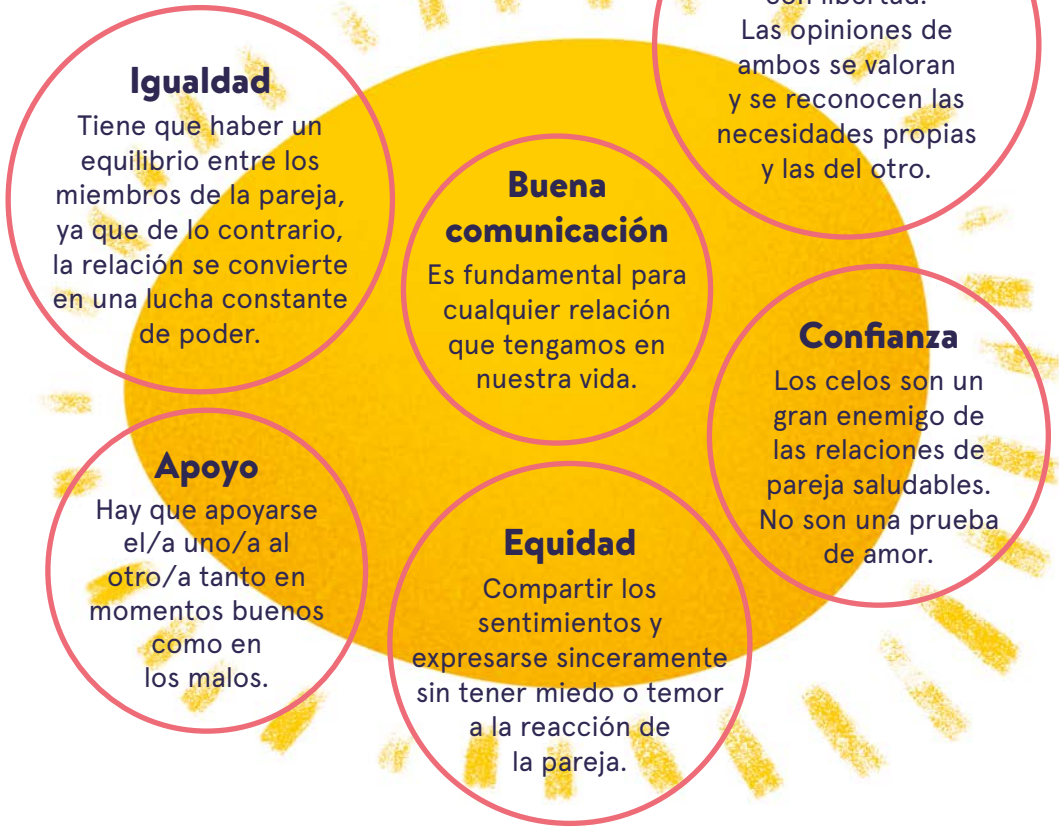 con libertad.
Las opiniones de
ambos se valoran
y se reconocen las
necesidades propias
y las del otro.
Igualdad
Tiene que haber un
equilibrio entre los
miembros de la pareja,
ya que de lo contrario,
la relación se convierte
en una lucha constante
de poder.
Buena
comunicación
Es fundamental para
cualquier relación
que tengamos en
nuestra vida.
Confianza
Los celos son un
gran enemigo de
las relaciones de
pareja saludables.
No son una prueba
de amor.
Apoyo
Hay que apoyarse
el/a uno/a al
otro/a tanto en
momentos buenos
como en
los malos.
Equidad
Compartir los
sentimientos y
expresarse sinceramente
sin tener miedo o temor
a la reacción de
la pareja.